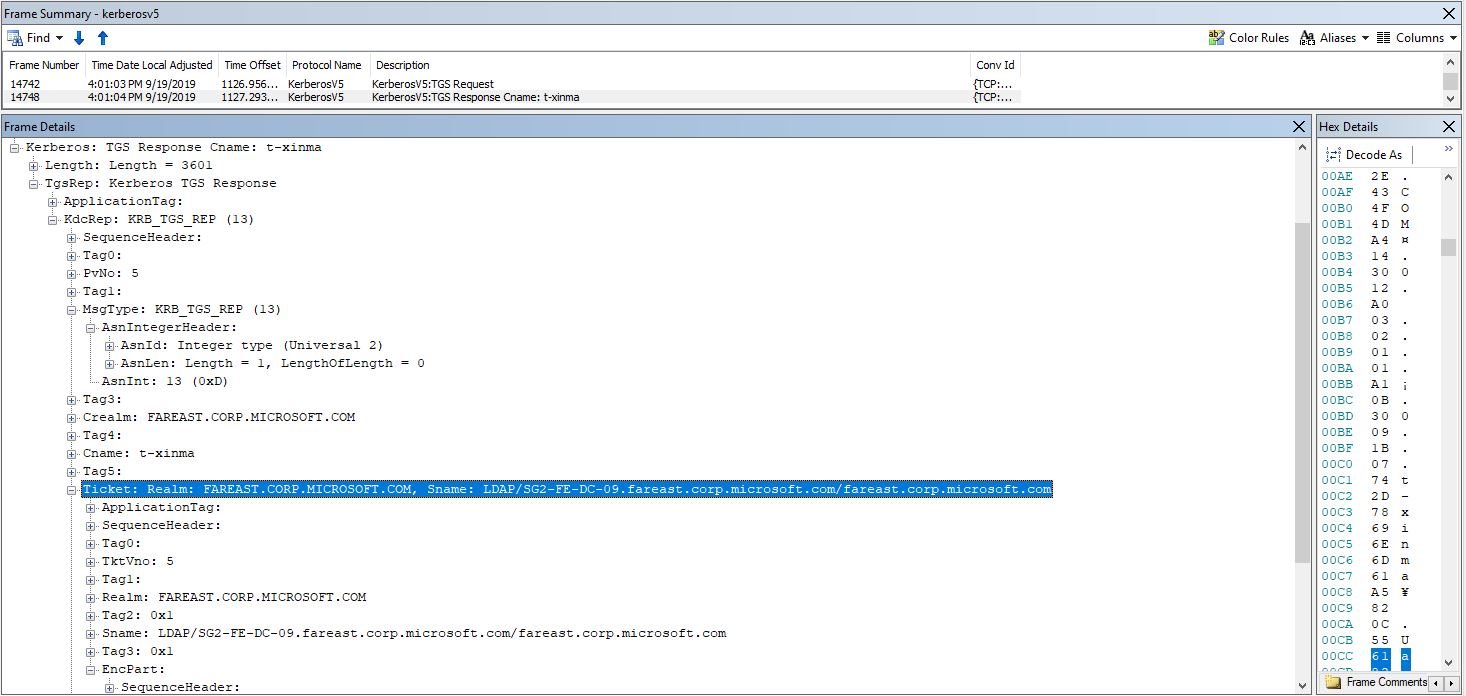 Frame Summary - kerberosv5
Find
Color Rules Aliases Columns
Frame Number Time Date Local Adjusted Time Offset Protocol Name Description Conv Id
14742 4:01:03 PM 9/19/2019 1126.956... KerberosV5 KerberosV5:TGS Request {TCP:...
14748 4:01:04 PM 9/19/2019 1127.293... KerberosV5 KerberosV5:TGS Response Cname: t-xinma {TCP:...
Frame Details
Kerberos: TGS Response Cname: t-xinma
Length: Length = 3601
TgsRep: Kerberos TGS Response
ApplicationTag:
KdcRep: KRB_TGS_REP (13)
SequenceHeader:
Tag0:
PvNo: 5
Tag1:
MsgType: KRB_TGS_REP (13)
AsnIntegerHeader:
AsnId: Integer type (Universal 2)
AsnLen: Length = 1, LengthOfLength = 0
AsnInt: 13 (0xD)
Tag3:
Crealm: FAREAST.CORP.MICROSOFT.COM
Tag4:
Cname: t-xinma
Tag5:
Ticket: Realm: FAREAST.CORP.MICROSOFT.COM, Sname: LDAP/SG2-FE-DC-09.fareast.corp.microsoft.com/fareast.corp.microsoft.com
ApplicationTag:
SequenceHeader:
Tag0:
TktVno: 5
Tag1:
Realm: FAREAST.CORP.MICROSOFT.COM
Tag2: 0x1
Sname: LDAP/SG2-FE-DC-09.fareast.corp.microsoft.com/fareast.corp.microsoft.com
Tag3: 0x1
EncPart:
SequenceHeader:
Hex Details
Decode As »
00AE 2E .
00AF 43 C
00B0 4F O
00B1 4D M
00B2 A4 ¤
00B3 14 .
00B4 30 0
00B5 12 .
00B6 A0
00B7 03 .
00B8 02 .
00B9 01 .
00BA 01 .
00BB A1 ¡
00BC 0B .
00BD 30 0
00BE 09 .
00BF 1B .
00C0 07 .
00C1 74 t
00C2 2D -
00C3 78 x
00C4 69 i
00C5 6E n
00C6 6D m
00C7 61 a
00C8 A5 ¥
00C9 82
00CA 0C .
00CB 55 U
00CC 61 a
Frame Comments